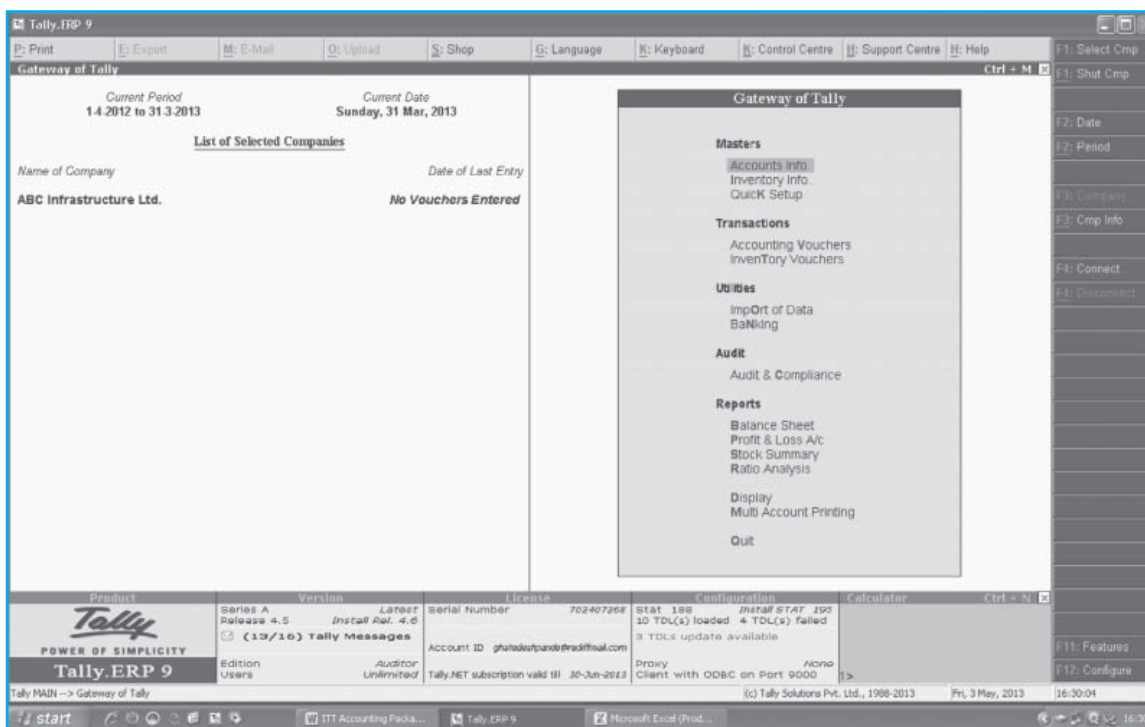 Tally.ERP 9
P: Print E: Export M: E-Mail O: Upload S: Shop G: Language K: Keyboard K: Control Centre H: Support Centre H: Help
Gateway of Tally Ctrl + M
Current Period Current Date
1-4-2012 to 31-3-2013 Sunday, 31 Mar, 2013
List of Selected Companies
Name of Company Date of Last Entry
ABC Infrastructure Ltd. No Vouchers Entered
Gateway of Tally
Masters
Accounts Info.
Inventory Info.
QuicK Setup
Transactions
Accounting Vouchers
InvenTory Vouchers
Utilities
ImpOrt of Data
BaNking
Audit
Audit & Compliance
Reports
Balance Sheet
Profit & Loss A/c
Stock Summary
Ratio Analysis
Display
Multi Account Printing
Quit
F1: Select Cmp
F1: Shut Cmp
F2: Date
F2: Period
F3: Company
F3: Cmp Info
F4: Connect
F4: Disconnect
F11: Features
F12: Configure
Product
Tally
POWER OF SIMPLICITY
Tally.ERP 9
Version
Series A Latest
Release 4.5 Install Rel. 4.6
(13/16) Tally Messages
Edition Auditor
Users Unlimited
License
Serial Number 702407268
Account ID
Tally.NET subscription valid till 30-Jun-2013
Configuration
Stat 188 Install STAT 195
10 TDL(s) loaded 4 TDL(s) failed
3 TDLs update available
Proxy None
Client with ODBC on Port 9000
Calculator Ctrl + N
1>
Tally MAIN --> Gateway of Tally (c) Tally Solutions Pvt. Ltd., 1988-2013 Fri, 3 May, 2013 16:30:04
start ITT Accounting Packa... Tally.ERP 9 Microsoft Excel (Prod...